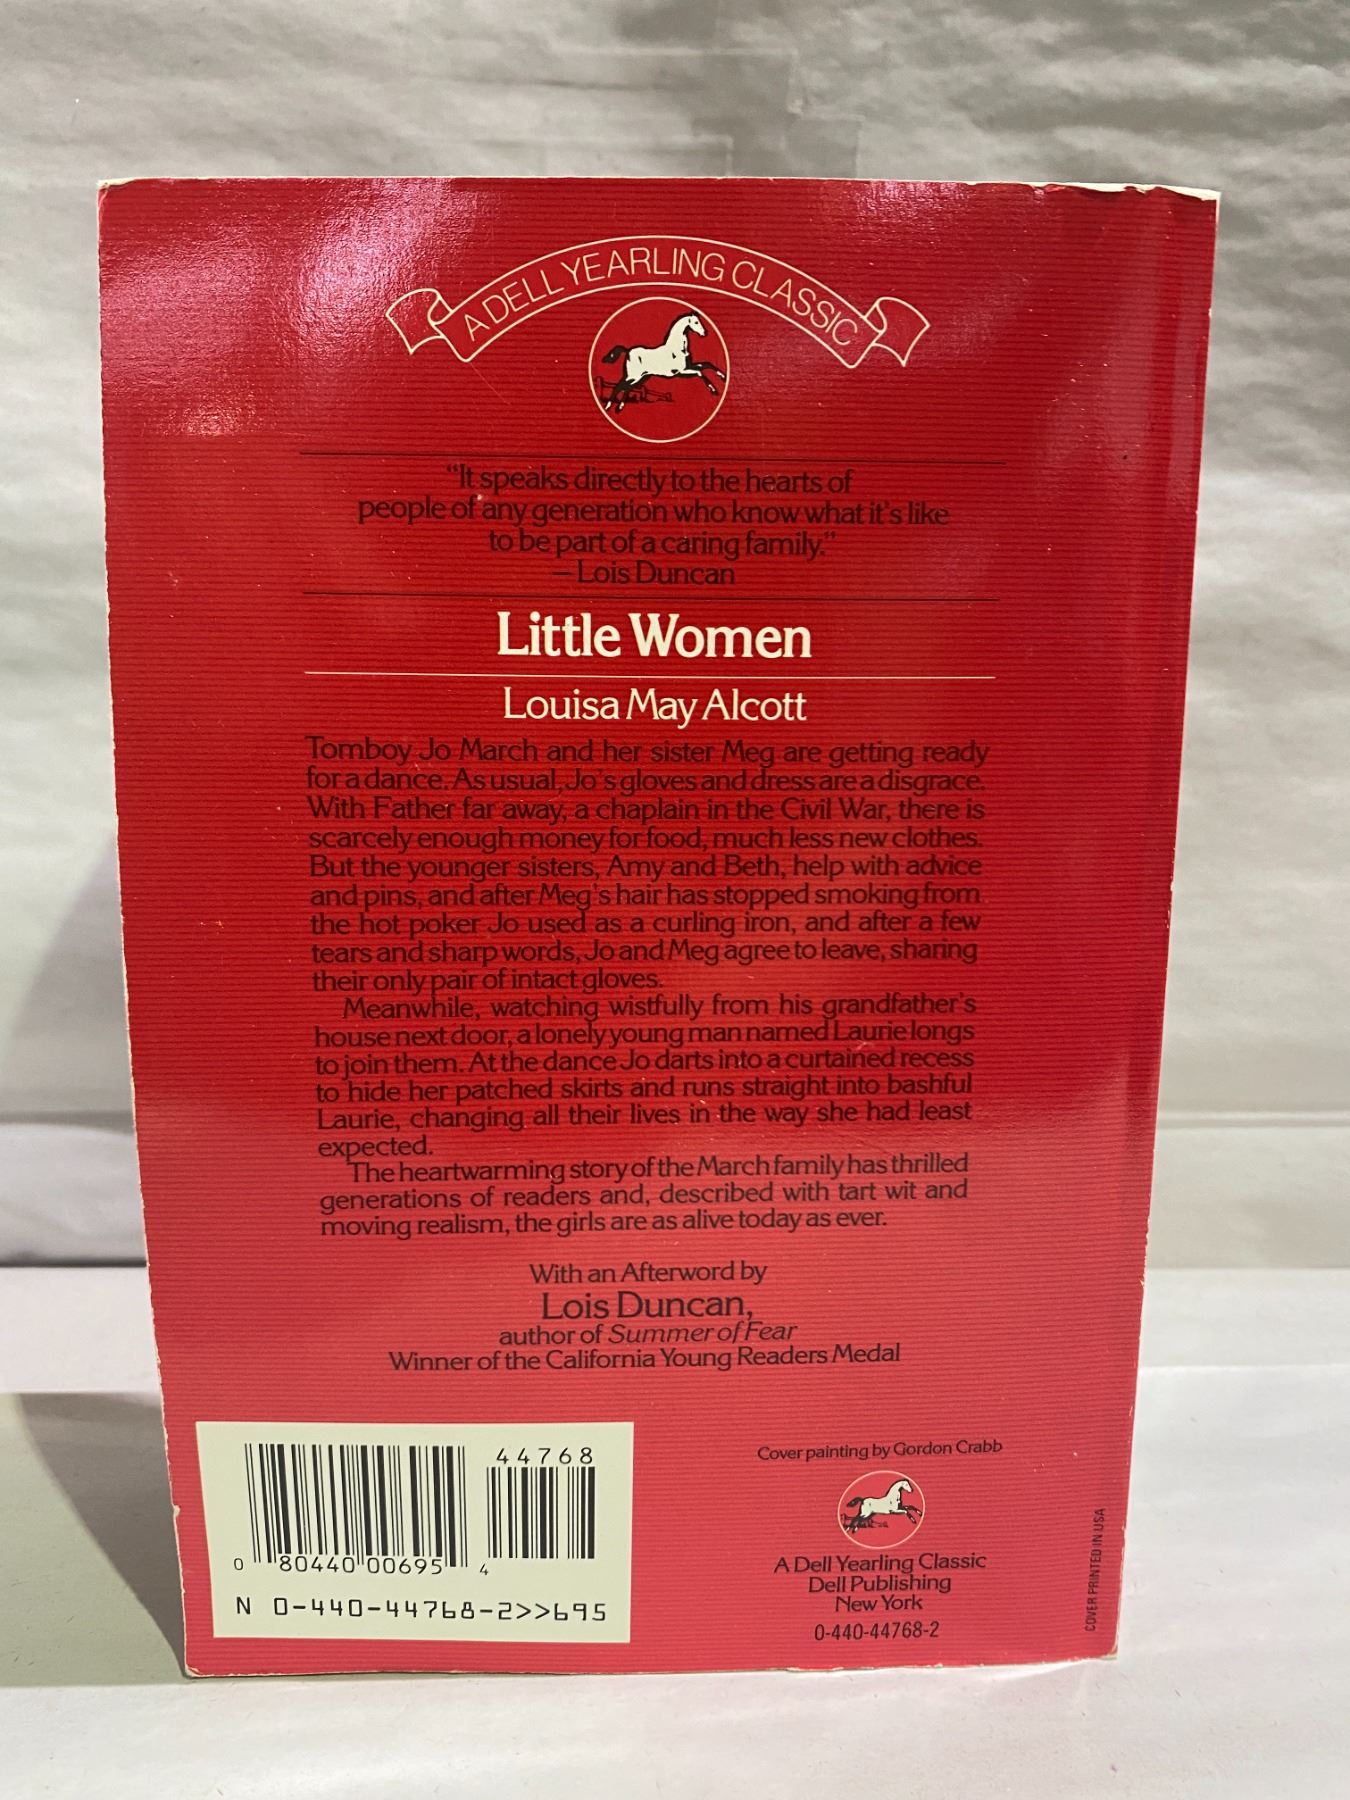 A DELL YEARLING CLASSIC
“It speaks directly to the hearts of
people of any generation who know what it's like
to be part of a caring family.”
– Lois Duncan
Little Women
Louisa May Alcott
Tomboy Jo March and her sister Meg are getting ready
for a dance. As usual, Jo's gloves and dress are a disgrace.
With Father far away, a chaplain in the Civil War, there is
scarcely enough money for food, much less new clothes.
But the younger sisters, Amy and Beth, help with advice
and pins, and after Meg's hair has stopped smoking from
the hot poker Jo used as a curling iron, and after a few
tears and sharp words, Jo and Meg agree to leave, sharing
their only pair of intact gloves.
Meanwhile, watching wistfully from his grandfather's
house next door, a lonely young man named Laurie longs
to join them. At the dance Jo darts into a curtained recess
to hide her patched skirts and runs straight into bashful
Laurie, changing all their lives in the way she had least
expected.
The heartwarming story of the March family has thrilled
generations of readers and, described with tart wit and
moving realism, the girls are as alive today as ever.
With an Afterword by
Lois Duncan,
author of Summer of Fear
Winner of the California Young Readers Medal
44768
0 80440 00695 4
N 0-440-44768-2>>695
Cover painting by Gordon Crabb
A Dell Yearling Classic
Dell Publishing
New York
0-440-44768-2
COVER PRINTED IN USA